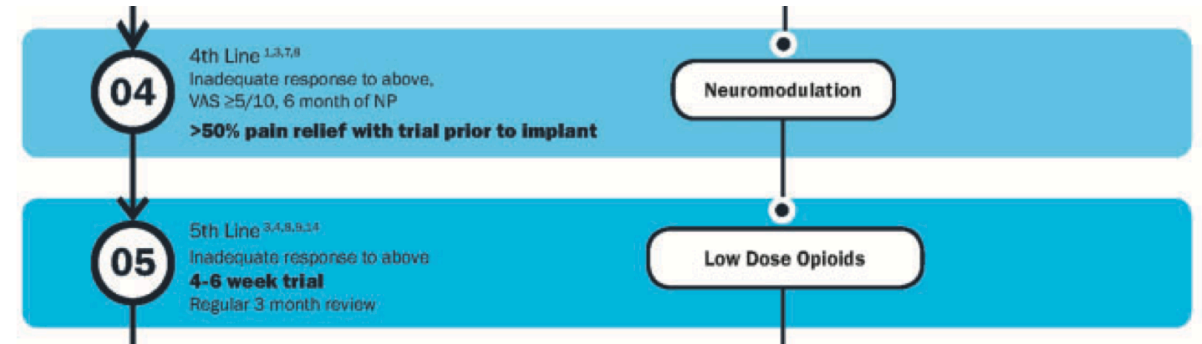 04
4th Line 1,3,7,8
Inadequate response to above,
VAS ≥5/10, 6 month of NP
>50% pain relief with trial prior to implant
Neuromodulation
05
5th Line 3,4,8,9,14
Inadequate response to above
4-6 week trial
Regular 3 month review
Low Dose Opioids